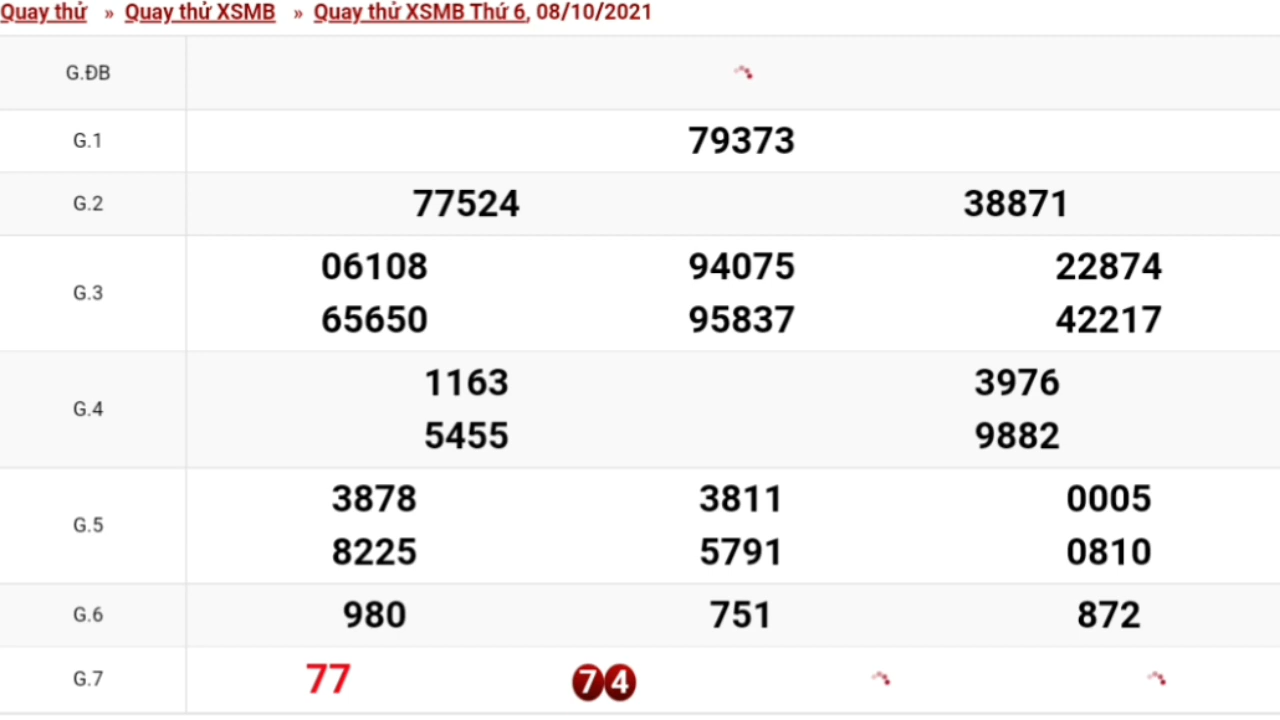 Quay thử » Quay thử XSMB » Quay thử XSMB Thứ 6, 08/10/2021
G.ĐB
G.1 79373
G.2 77524 38871
G.3 06108 94075 22874
65650 95837 42217
G.4 1163 3976
5455 9882
G.5 3878 3811 0005
8225 5791 0810
G.6 980 751 872
G.7 77 74